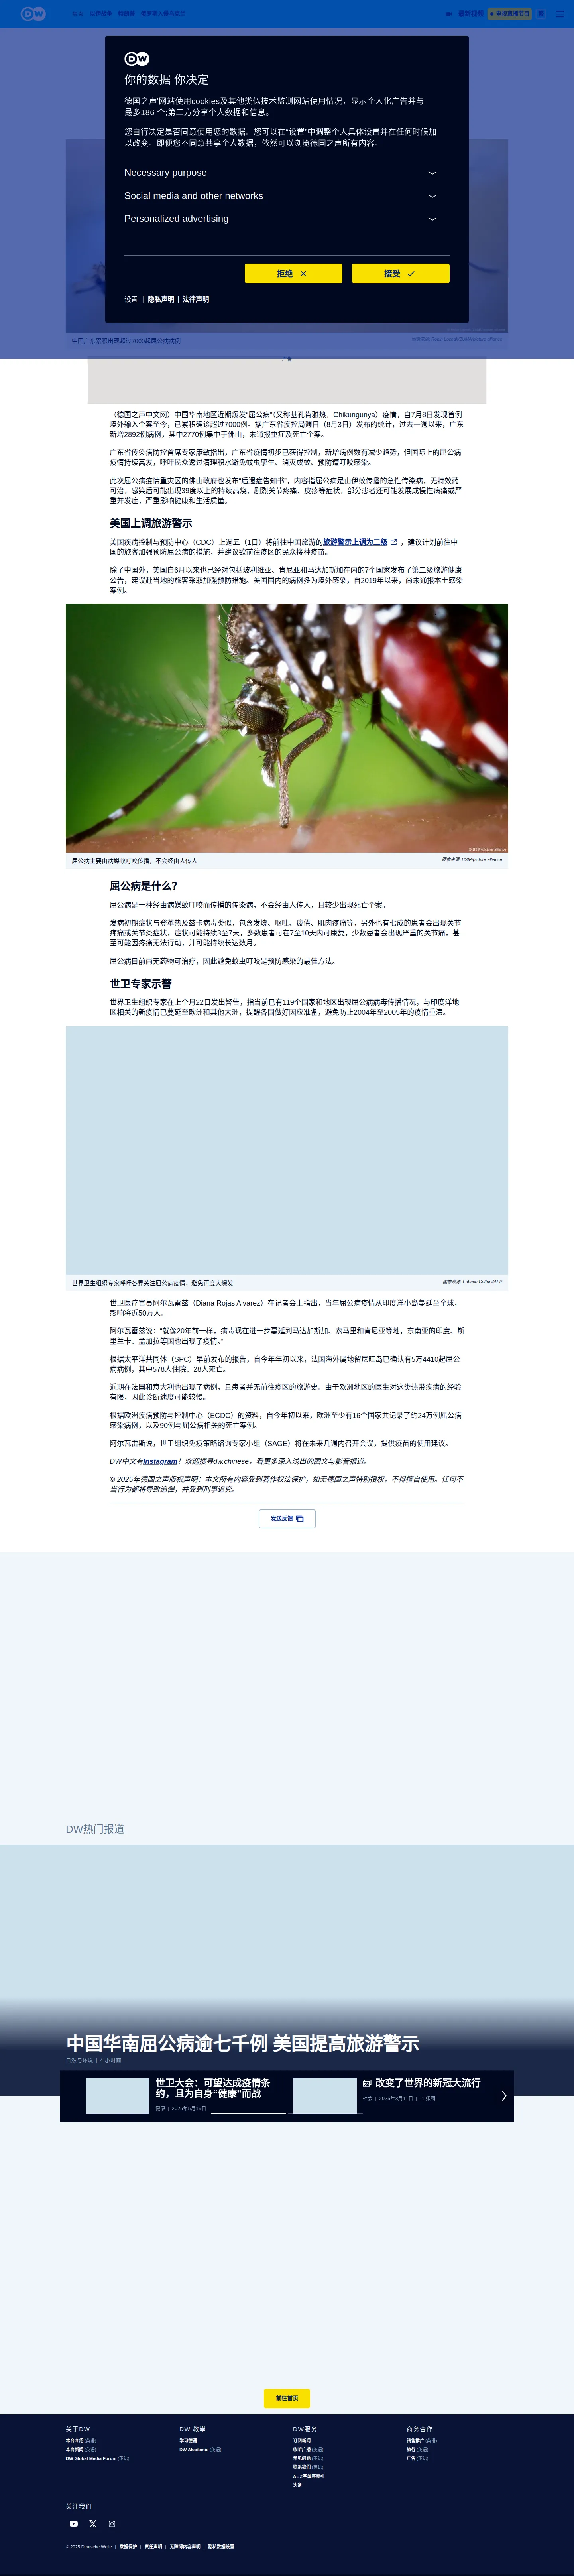 DW
最新视频
电视直播节目
DW
你的数据 你决定
德国之声'网站使用cookies及其他类似技术监测网站使用情况，显示个人化广告并与
最多186 个;第三方分享个人数据和信息。
您自行决定是否同意使用您的数据。您可以在“设置”中调整个人具体设置并在任何时候加
以改变。即便您不同意共享个人数据，依然可以浏览德国之声所有内容。
Necessary purpose
Social media and other networks
Personalized advertising
拒绝
接受
设置 | 隐私声明 | 法律声明
中国广东累积出现超过7000起屈公病病例
广告
（德国之声中文网）中国华南地区近期爆发“屈公病”（又称基孔肯雅热，Chikungunya）疫情，自7月8日发现首例
境外输入个案至今，已累积确诊超过7000例。据广东省疾控局週日（8月3日）发布的统计，过去一週以来，广东
新增2892例病例，其中2770例集中于佛山，未通报重症及死亡个案。
广东省传染病防控首席专家康敏指出，广东省疫情初步已获得控制，新增病例数有减少趋势，但国际上的屈公病
疫情持续高发，呼吁民众透过清理积水避免蚊虫孳生、消灭成蚊、预防遭叮咬感染。
此次屈公病疫情重灾区的佛山政府也发布“后遗症告知书”，内容指屈公病是由伊蚊传播的急性传染病，无特效药
可治，感染后可能出现39度以上的持续高烧、剧烈关节疼痛、皮疹等症状，部分患者还可能发展成慢性病痛或严
重并发症，严重影响健康和生活质量。
美国上调旅游警示
美国疾病控制与预防中心（CDC）上週五（1日）将前往中国旅游的旅游警示上调为二级 ，建议计划前往中
国的旅客加强预防屈公病的措施，并建议欲前往疫区的民众接种疫苗。
除了中国外，美国自6月以来也已经对包括玻利维亚、肯尼亚和马达加斯加在内的7个国家发布了第二级旅游健康
公告，建议赴当地的旅客采取加强预防措施。美国国内的病例多为境外感染，自2019年以来，尚未通报本土感染
案例。
© BSIP/picture alliance
屈公病主要由病媒蚊叮咬传播，不会经由人传人
图像来源: BSIP/picture alliance
屈公病是什么？
屈公病是一种经由病媒蚊叮咬而传播的传染病，不会经由人传人，且较少出现死亡个案。
发病初期症状与登革热及兹卡病毒类似，包含发烧、呕吐、疲倦、肌肉疼痛等，另外也有七成的患者会出现关节
疼痛或关节炎症状，症状可能持续3至7天，多数患者可在7至10天内可康复，少数患者会出现严重的关节痛，甚
至可能因疼痛无法行动，并可能持续长达数月。
屈公病目前尚无药物可治疗，因此避免蚊虫叮咬是预防感染的最佳方法。
世卫专家示警
世界卫生组织专家在上个月22日发出警告，指当前已有119个国家和地区出现屈公病病毒传播情况，与印度洋地
区相关的新疫情已蔓延至欧洲和其他大洲，提醒各国做好因应准备，避免防止2004年至2005年的疫情重演。
世界卫生组织专家呼吁各界关注屈公病疫情，避免再度大爆发
图像来源: Fabrice Coffrini/AFP
世卫医疗官员阿尔瓦雷兹（Diana Rojas Alvarez）在记者会上指出，当年屈公病疫情从印度洋小岛蔓延至全球，
影响将近50万人。
阿尔瓦雷兹说：“就像20年前一样，病毒现在进一步蔓延到马达加斯加、索马里和肯尼亚等地，东南亚的印度、斯
里兰卡、孟加拉等国也出现了疫情。”
根据太平洋共同体（SPC）早前发布的报告，自今年年初以来，法国海外属地留尼旺岛已确认有5万4410起屈公
病病例，其中578人住院、28人死亡。
近期在法国和意大利也出现了病例，且患者并无前往疫区的旅游史。由于欧洲地区的医生对这类热带疾病的经验
有限，因此诊断速度可能较慢。
根据欧洲疾病预防与控制中心（ECDC）的资料，自今年初以来，欧洲至少有16个国家共记录了约24万例屈公病
感染病例，以及90例与屈公病相关的死亡案例。
阿尔瓦雷斯说，世卫组织免疫策略谘询专家小组（SAGE）将在未来几週内召开会议，提供疫苗的使用建议。
DW中文有Instagram！欢迎搜寻dw.chinese，看更多深入浅出的图文与影音报道。
© 2025年德国之声版权声明：本文所有内容受到著作权法保护，如无德国之声特别授权，不得擅自使用。任何不
当行为都将导致追偿，并受到刑事追究。
发送反馈
DW热门报道
中国华南屈公病逾七千例 美国提高旅游警示
自然与环境 | 4 小时前
世卫大会：可望达成疫情条
约，且为自身“健康”而战
健康 | 2025年5月19日
改变了世界的新冠大流行
社会 | 2025年3月11日 | 11 张图
前往首页
关于DW
本台介绍 (英语)
本台新闻 (英语)
DW Global Media Forum (英语)
DW 教學
学习德语
DW Akademie (英语)
DW服务
订阅新闻
收听广播 (英语)
常见问题 (英语)
联系我们 (英语)
A - Z字母序索引
头条
商务合作
销售推广 (英语)
旅行 (英语)
广告 (英语)
关注我们
© 2025 Deutsche Welle | 数据保护 | 责任声明 | 无障碍内容声明 | 隐私数据设置